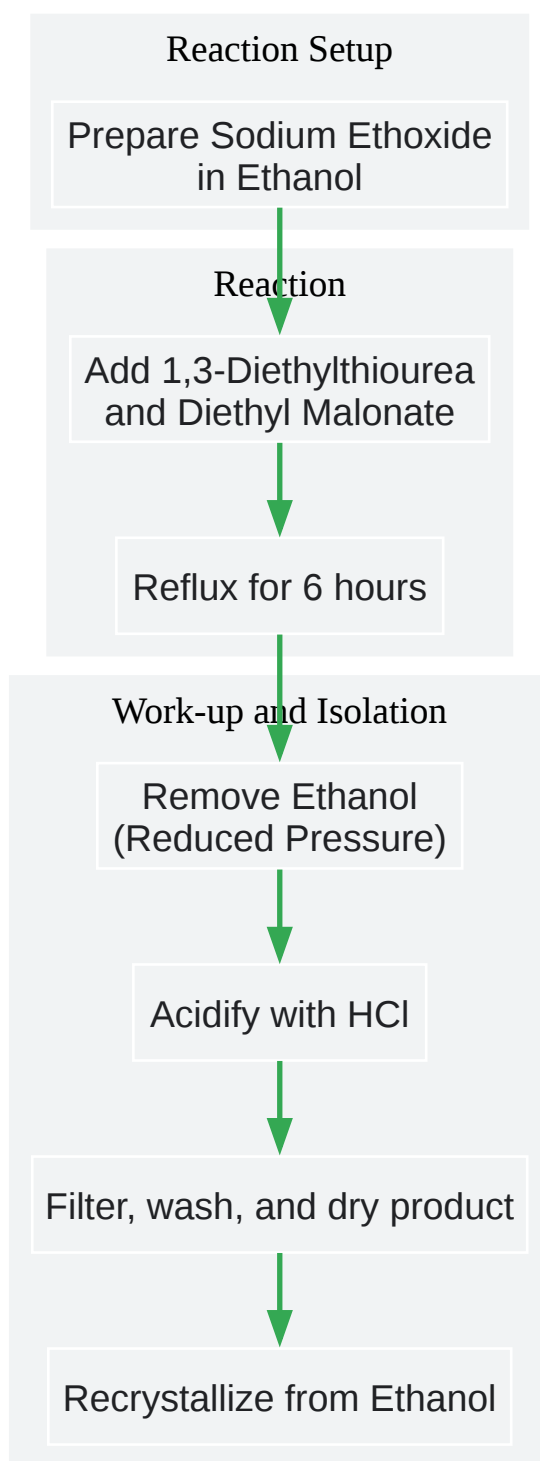 Reaction Setup
Prepare Sodium Ethoxide
in Ethanol
Reaction
Add 1,3-Diethylthiourea
and Diethyl Malonate
Reflux for 6 hours
Work-up and Isolation
Remove Ethanol
(Reduced Pressure)
Acidify with HCl
Filter, wash, and dry product
Recrystallize from Ethanol